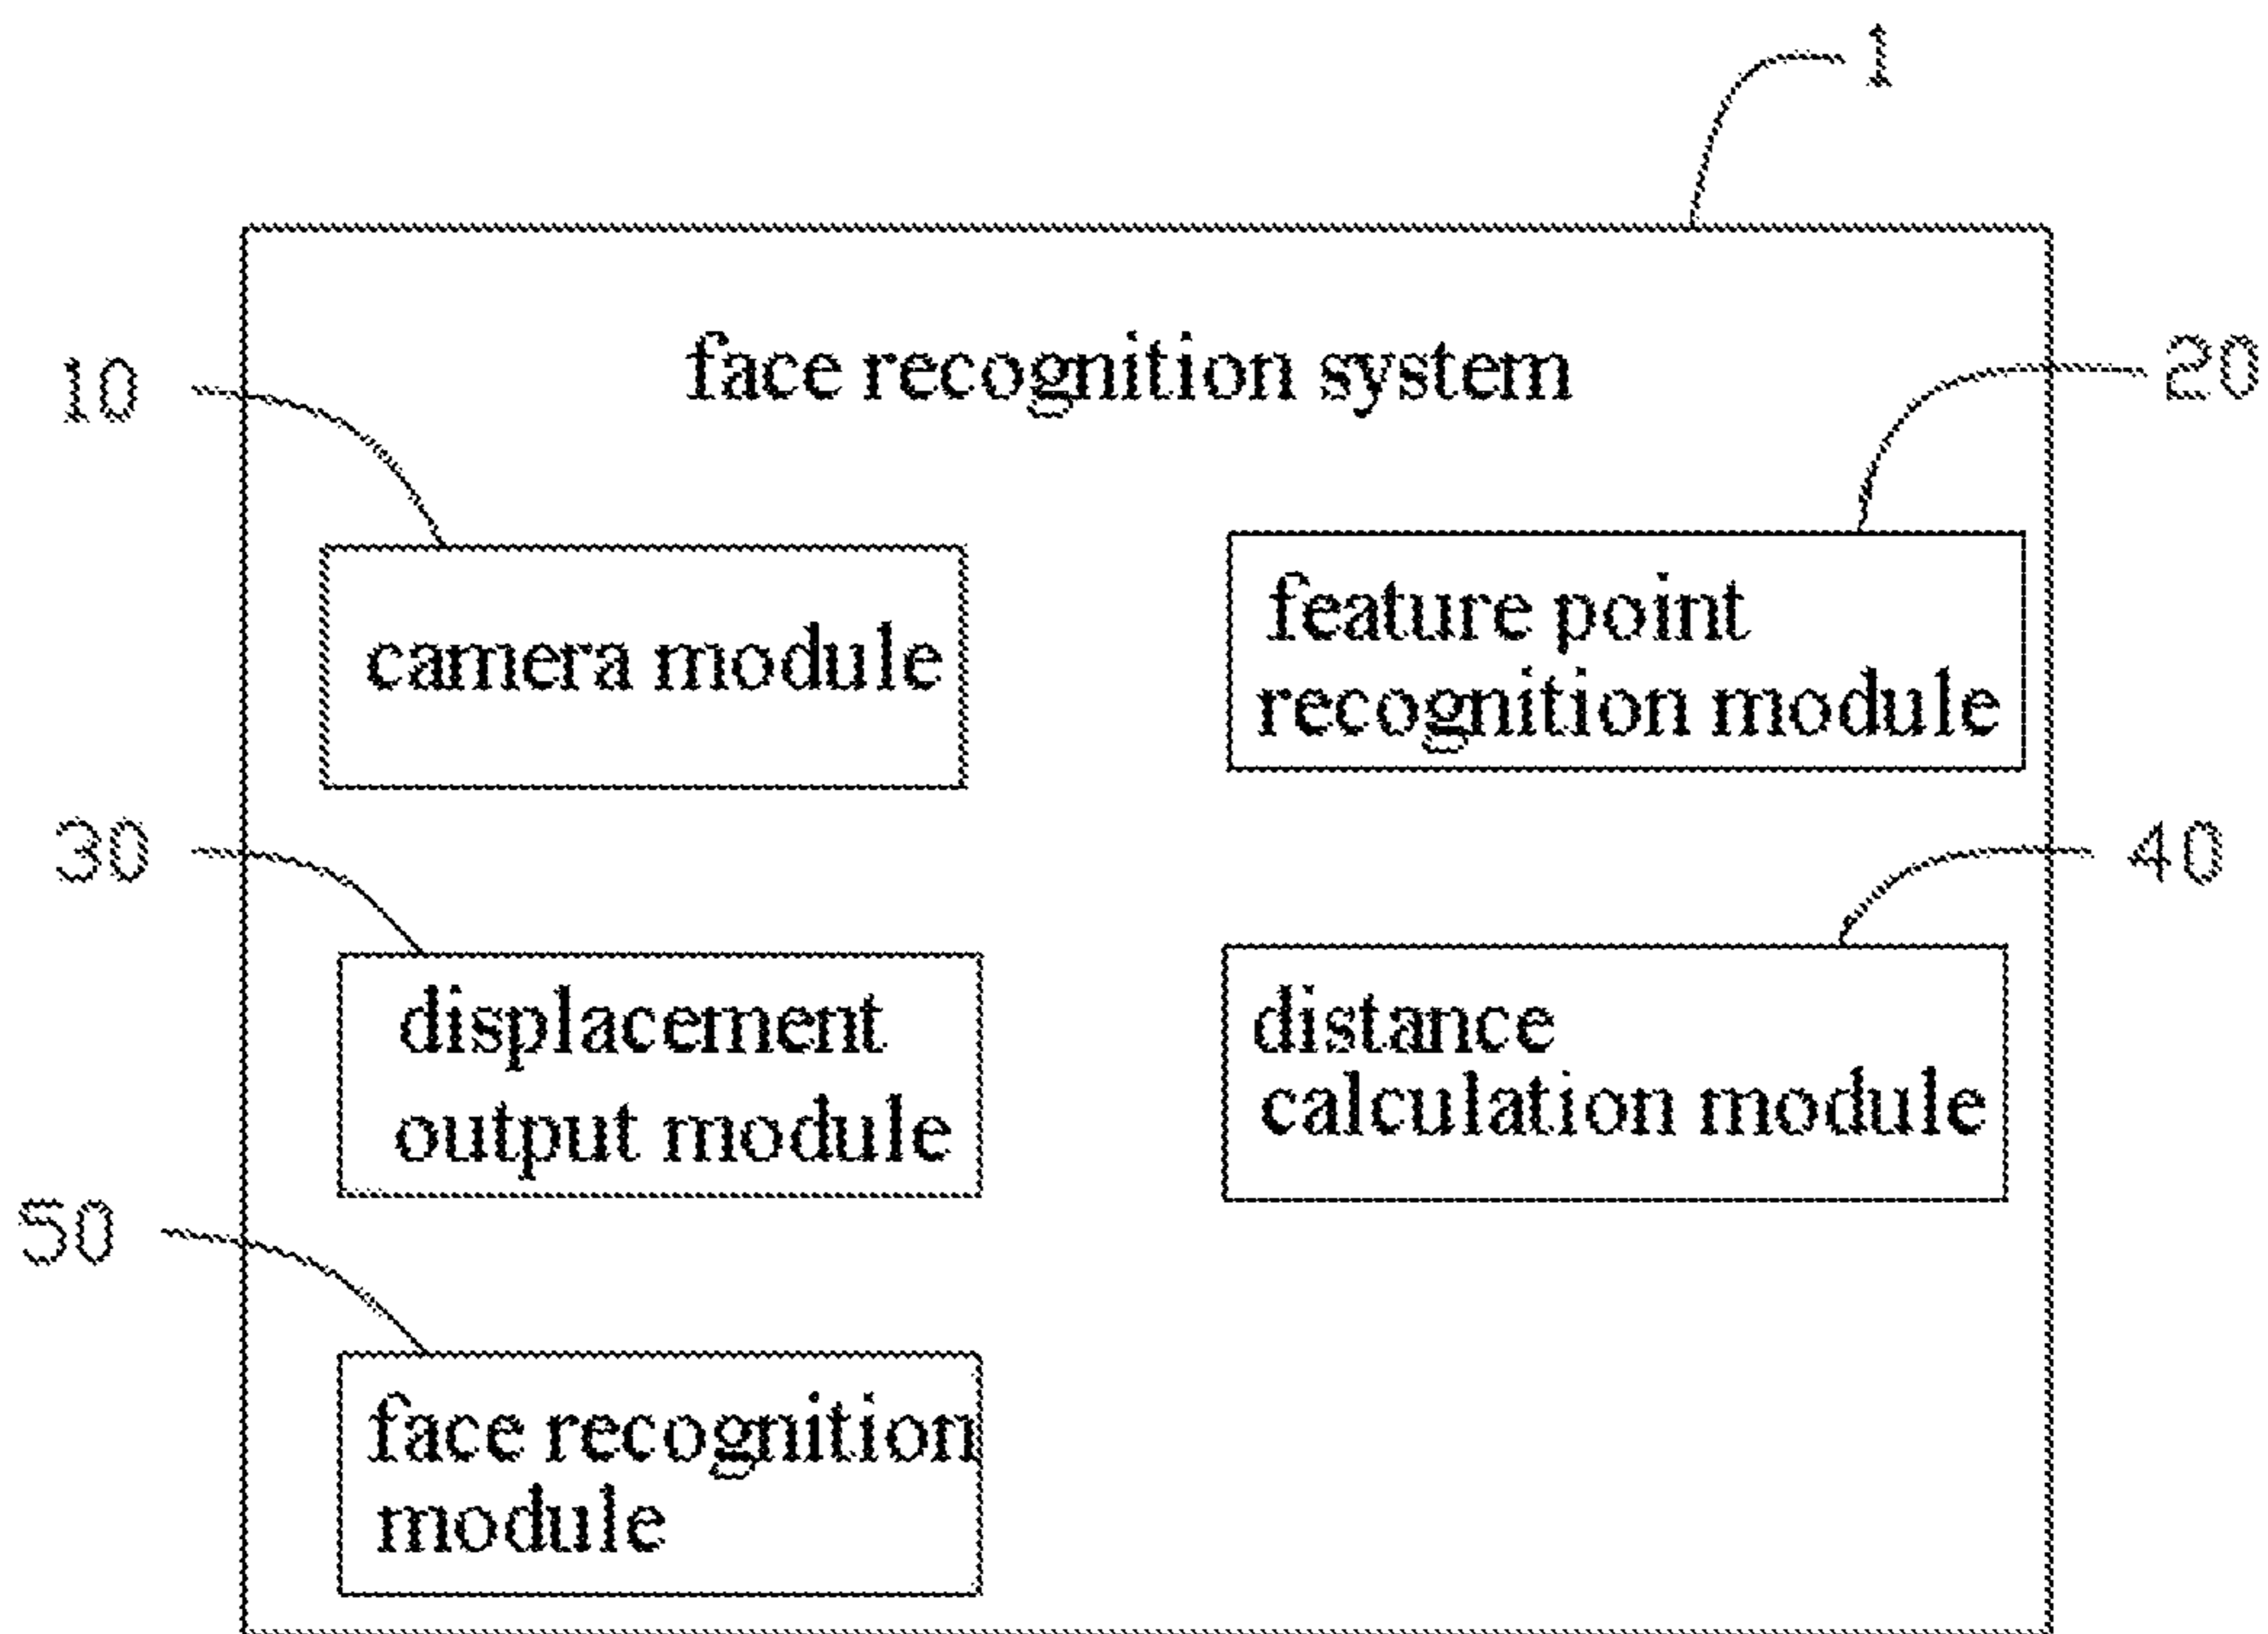 1
face recognition system
10
20
camera module
feature point
recognition module
30
40
displacement
output module
distance
calculation module
50
face recognition
module